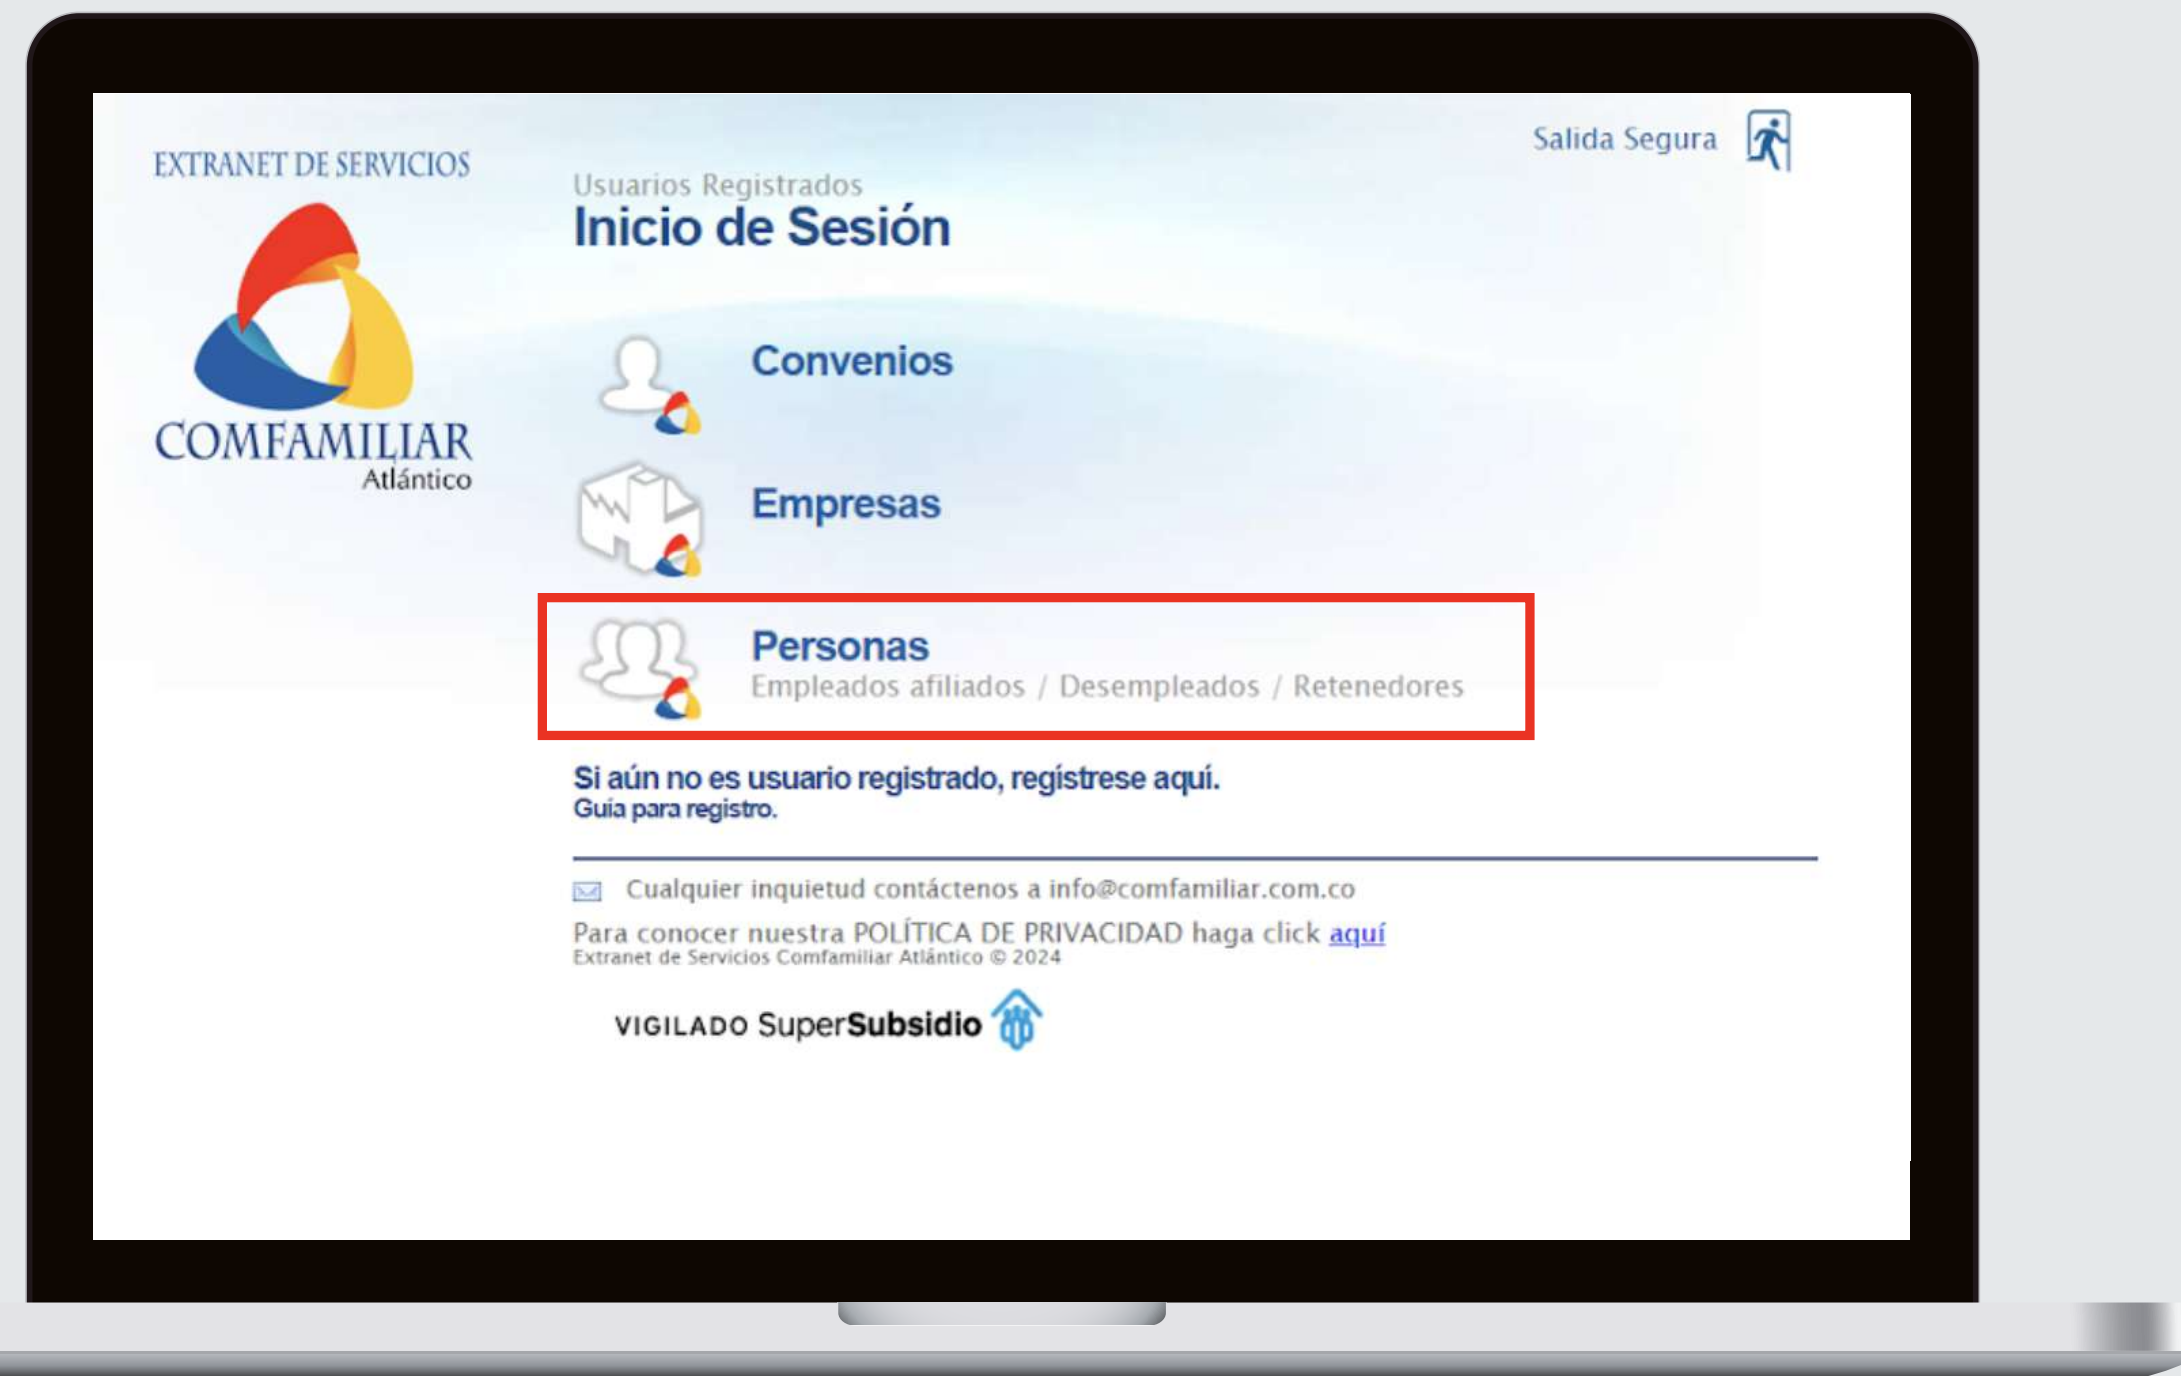 EXTRANET DE SERVICIOS
COMFAMILIAR
Atlántico
Salida Segura
Usuarios Registrados
Inicio de Sesión
Convenios
Empresas
Personas
Empleados afiliados / Desempleados / Retenedores
Si aún no es usuario registrado, regístrese aquí.
Guía para registro.
Cualquier inquietud contáctenos a info@comfamiliar.com.co
Para conocer nuestra POLÍTICA DE PRIVACIDAD haga click aquí
Extranet de Servicios Comfamiliar Atlántico © 2024
VIGILADO SuperSubsidio